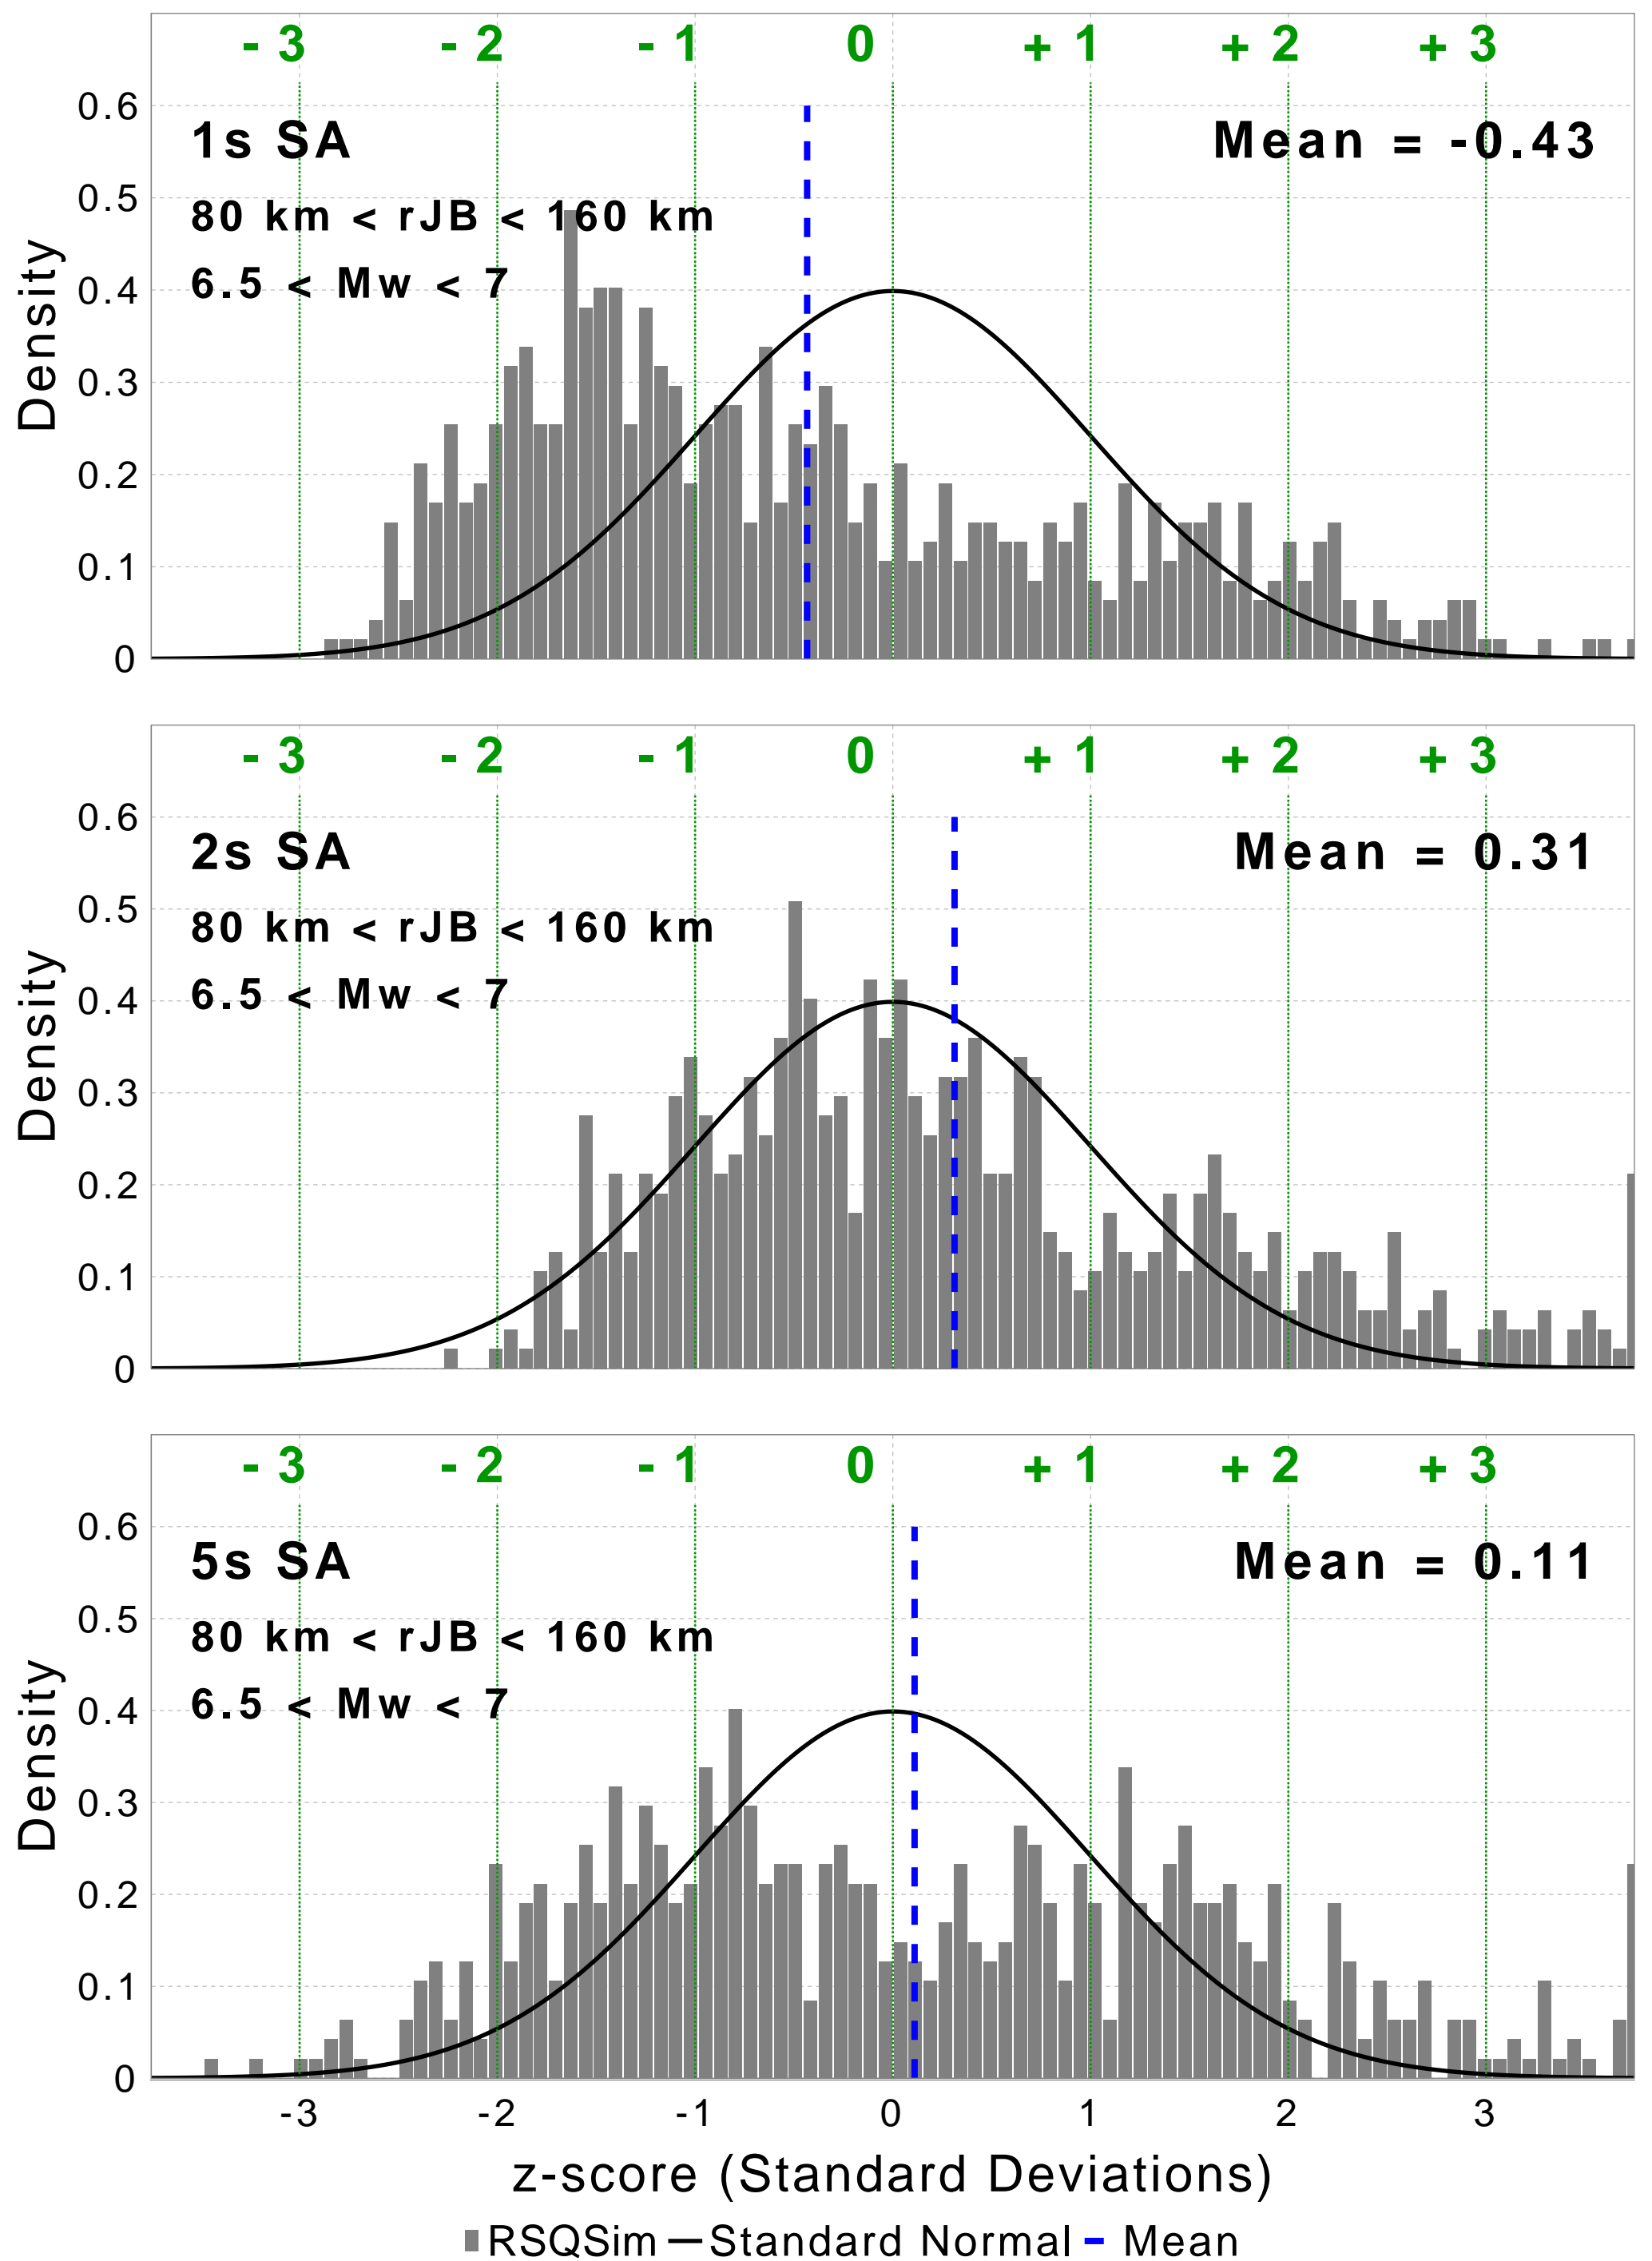 - 3 - 2 - 1 0 + 1 + 2 + 3
0.6
1s SA Mean = -0.43
0.5
80 km < rJB < 160 km
0.4
6.5 < Mw < 7
0.3
0.2
0.1
0
Density
- 3 - 2 - 1 0 + 1 + 2 + 3
0.6
2s SA Mean = 0.31
0.5
80 km < rJB < 160 km
0.4
6.5 < Mw < 7
0.3
0.2
0.1
0
Density
- 3 - 2 - 1 0 + 1 + 2 + 3
0.6
5s SA Mean = 0.11
0.5
80 km < rJB < 160 km
0.4
6.5 < Mw < 7
0.3
0.2
0.1
0
Density
-3 -2 -1 0 1 2 3
z-score (Standard Deviations)
RSQSim Standard Normal Mean